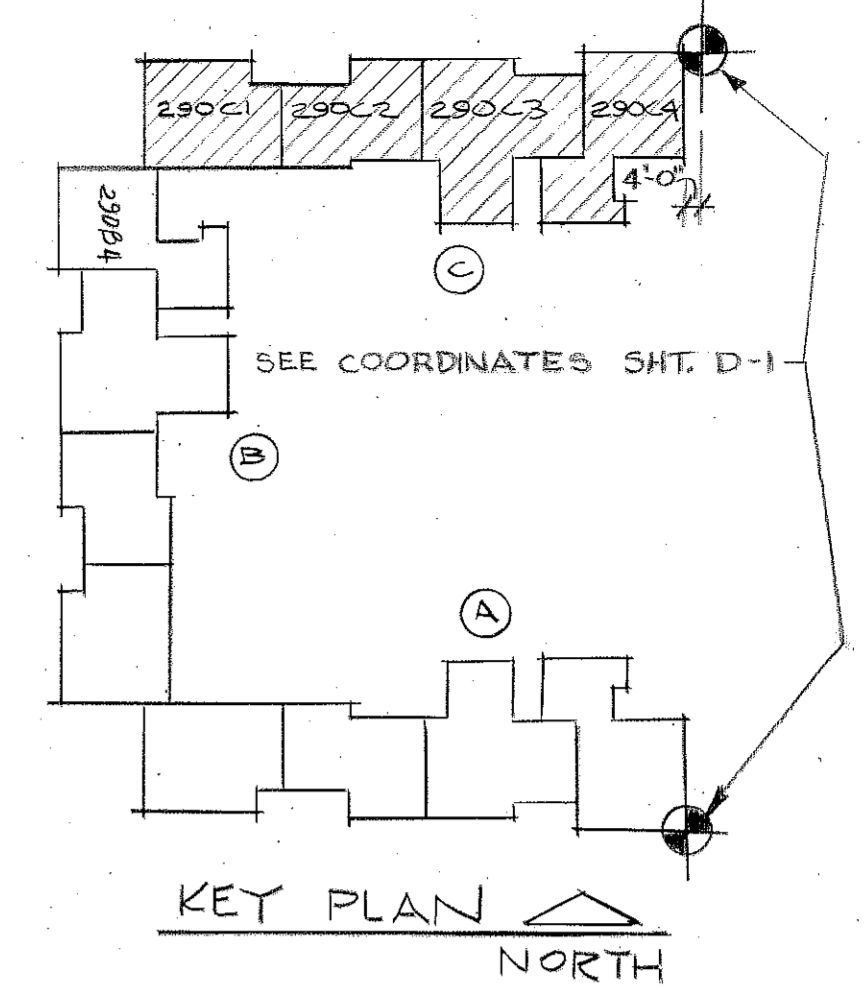 290C1 290C2 290C3 290C4
4'-0"
290B4
C
SEE COORDINATES SHT. D-1
B
A
KEY PLAN
NORTH